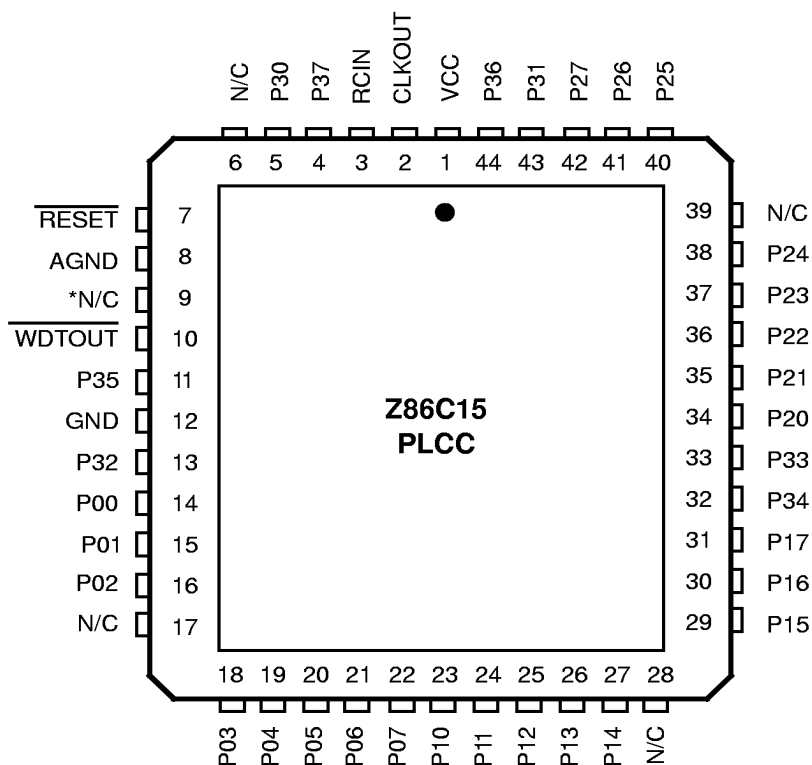 N/C P30 P37 RCIN CLKOUT VCC P36 P31 P27 P26 P25
6 5 4 3 2 1 44 43 42 41 40
RESET 7
AGND 8
*N/C 9
WDTOUT 10
P35 11
GND 12
P32 13
P00 14
P01 15
P02 16
N/C 17
Z86C15
PLCC
39 N/C
38 P24
37 P23
36 P22
35 P21
34 P20
33 P33
32 P34
31 P17
30 P16
29 P15
18 19 20 21 22 23 24 25 26 27 28
P03 P04 P05 P06 P07 P10 P11 P12 P13 P14 N/C